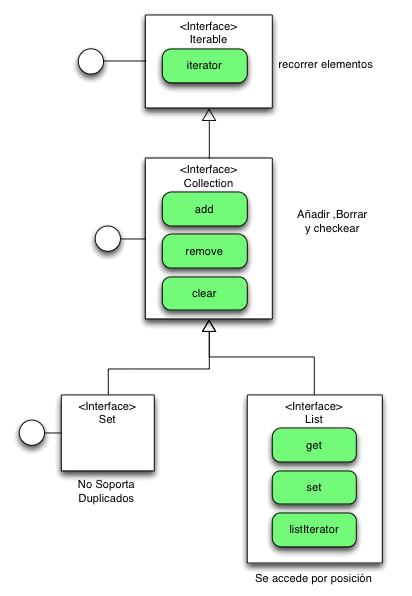 <Interface>
Iterable
iterator
recorrer elementos
<Interface>
Collection
add
Añadir ,Borrar
y checkear
remove
clear
<Interface>
Set
No Soporta
Duplicados
<Interface>
List
get
set
listIterator
Se accede por posición